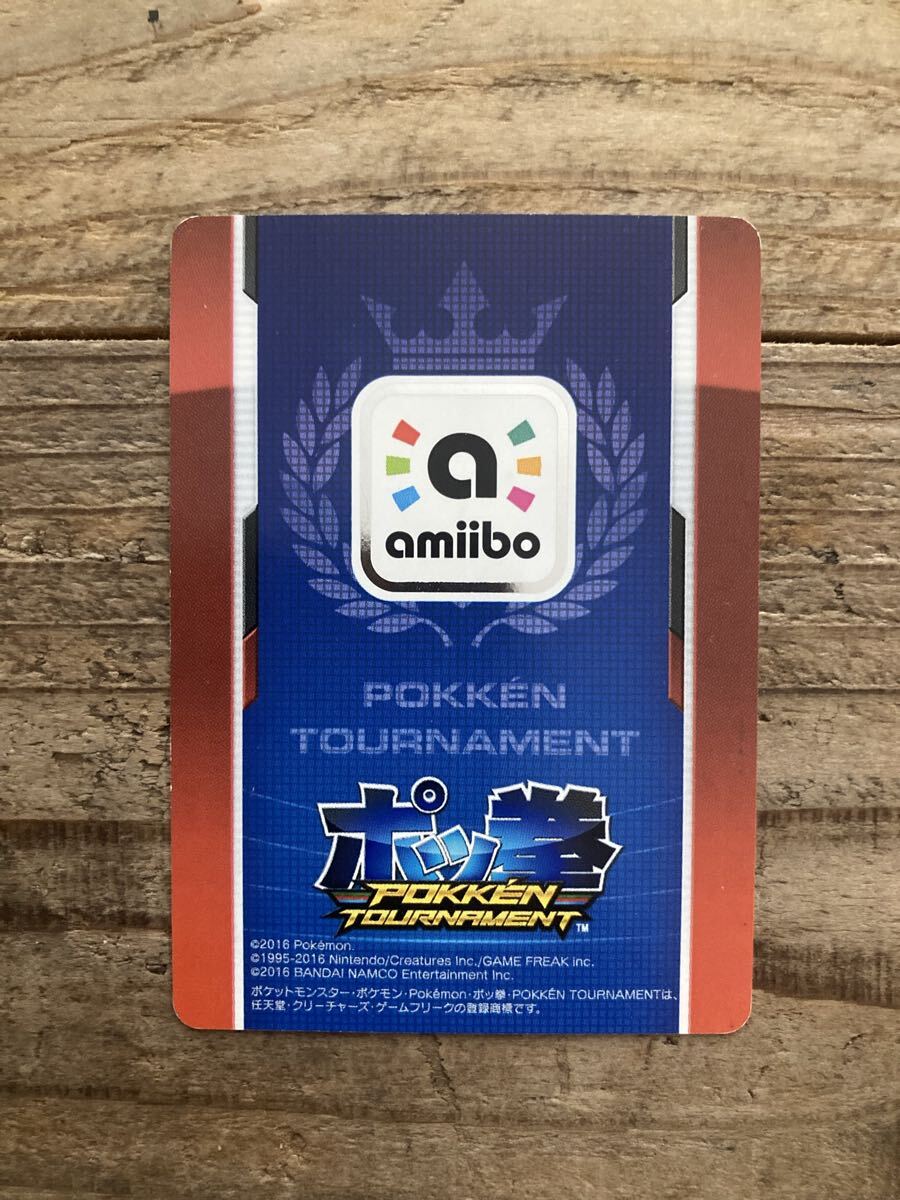 a
amiibo
POKKÉN
TOURNAMENT
ポッ拳
POKKÉN
TOURNAMENT™
©2016 Pokémon.
©1995-2016 Nintendo/Creatures Inc./GAME FREAK inc.
©2016 BANDAI NAMCO Entertainment Inc.
ポケットモンスター・ポケモン・Pokémon・ポッ拳・POKKÉN TOURNAMENTは、
任天堂・クリーチャーズ・ゲームフリークの登録商標です。